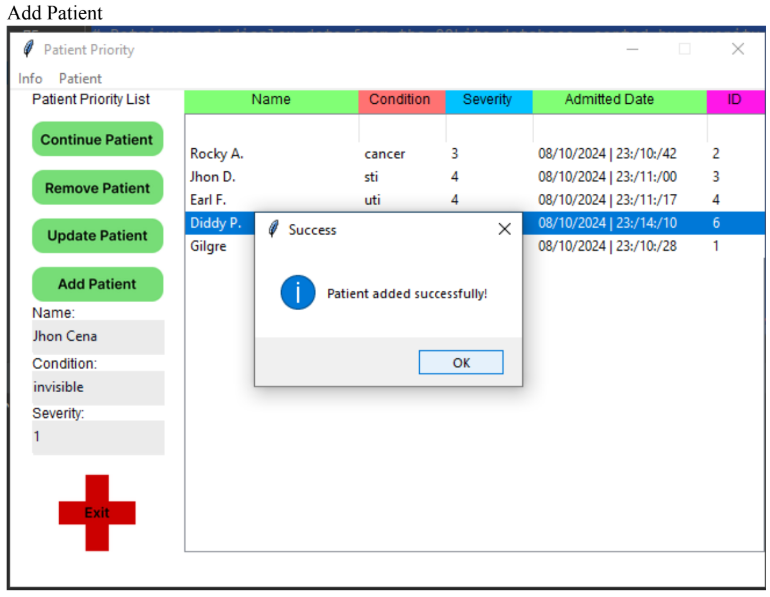 Add Patient
Patient Priority
Info Patient
Patient Priority List Name Condition Severity Admitted Date ID
Continue Patient
Rocky A. cancer 3 08/10/2024 | 23:/10:/42 2
Jhon D. sti 4 08/10/2024 | 23:/11:/00 3
Remove Patient
Earl F. uti 4 08/10/2024 | 23:/11:/17 4
Diddy P. 08/10/2024 | 23:/14:/10 6
Update Patient
Gilgre 08/10/2024 | 23:/10:/28 1
Success
Patient added successfully!
OK
Add Patient
Name:
Jhon Cena
Condition:
invisible
Severity:
1
Exit